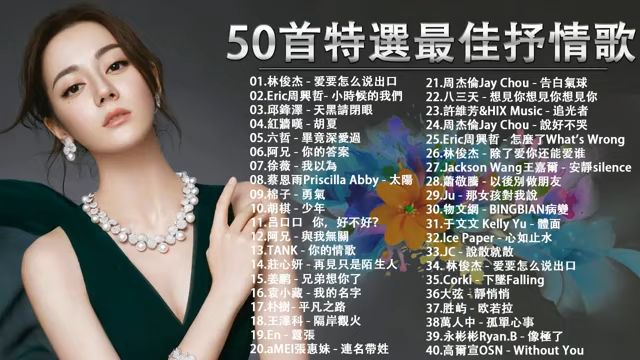 50首特選最佳抒情歌
01.林俊杰 - 爱要怎么说出口
02.Eric周興哲- 小時候的我們
03.邱鋒澤 - 天黑請閉眼
04.紅牆嘆 - 胡夏
05.六哲 - 畢竟深愛過
06.阿兄 - 你的答案
07.徐薇 - 我以為
08.蔡恩雨Priscilla Abby - 太陽
09.棉子 - 勇氣
10.胡棋 - 少年
11.呂口口 你，好不好?
12.阿兄 - 與我無關
13.TANK - 你的情歌
14.莊心妍 - 再見只是陌生人
15.姜鹏 - 兄弟想你了
16.袁小葳 - 我的名字
17.朴樹- 平凡之路
18.王澤科 - 隔岸觀火
19.En - 囂張
20.aMEI張惠妹 - 連名帶姓
21.周杰倫Jay Chou - 告白氣球
22.八三夭 - 想見你想見你想見你
23.許維芳&HIX Music - 追光者
24.周杰倫Jay Chou - 說好不哭
25.Eric周興哲 - 怎麼了What's Wrong
26.林俊杰 - 除了爱你还能爱谁
27.Jackson Wang王嘉爾 - 安靜silence
28.蕭敬騰 - 以後別做朋友
29.Ju - 那女孩對我說
30.物文綱 - BINGBIAN病變
31.于文文 Kelly Yu - 體面
32.Ice Paper - 心如止水
33.JC - 說散就散
34. 林俊杰 - 爱要怎么说出口
35.Corki - 下墜Falling
36大弦 - 靜悄悄
37.胜屿 - 欧若拉
38萬人中 - 孤單心事
39.永彬彬Ryan.B - 像極了
40.高爾宣OSN - Without You